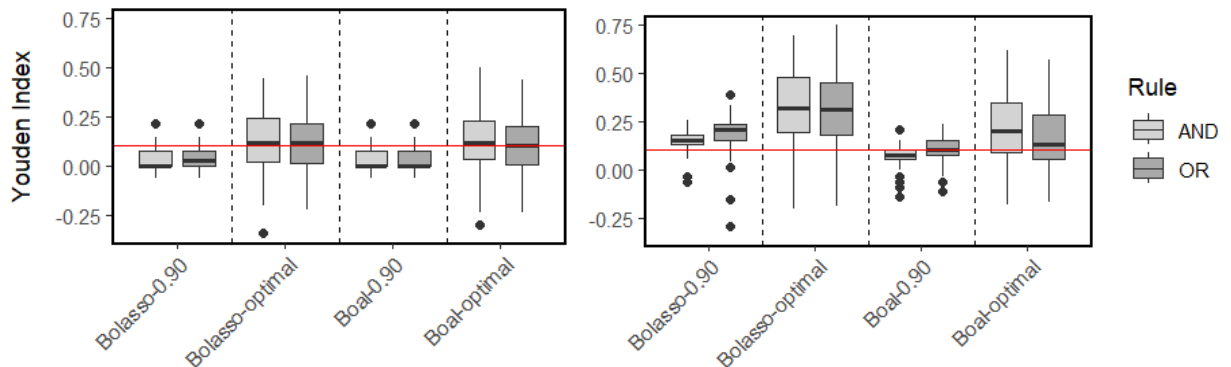 Youden Index
0.75
0.50
0.25
0.00
-0.25
Bolasso-0.90
Bolasso-optimal
Boal-0.90
Boal-optimal
0.75
0.50
0.25
0.00
-0.25
Bolasso-0.90
Bolasso-optimal
Boal-0.90
Boal-optimal
Rule
AND
OR